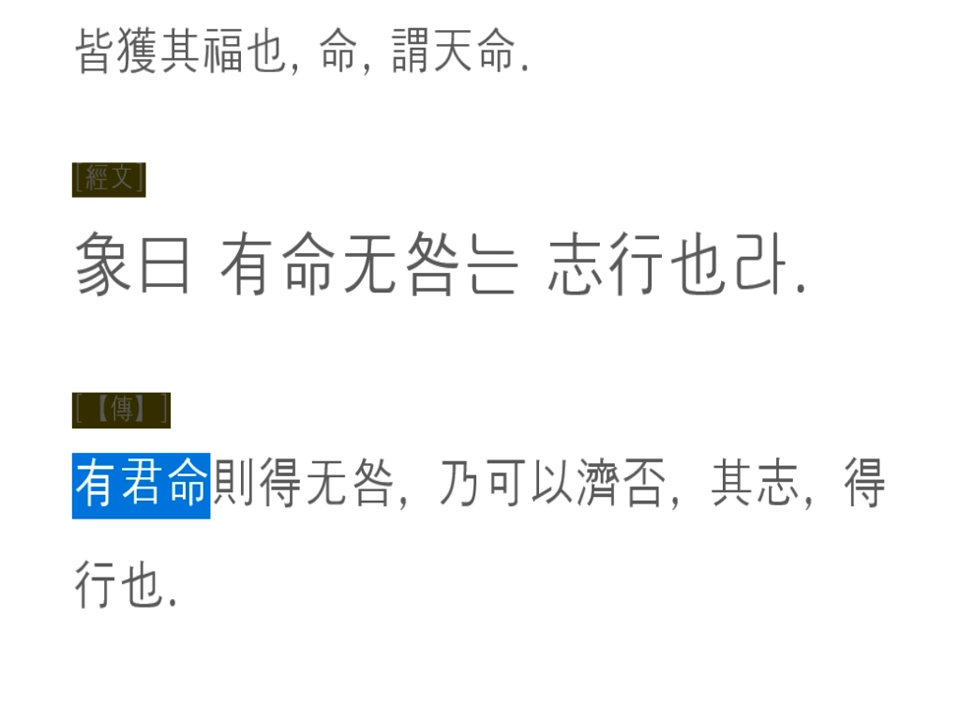 皆獲其福也, 命, 謂天命.
[經文]
象曰 有命无咎는 志行也라.
[【傳】]
有君命則得无咎, 乃可以濟否, 其志, 得
行也.